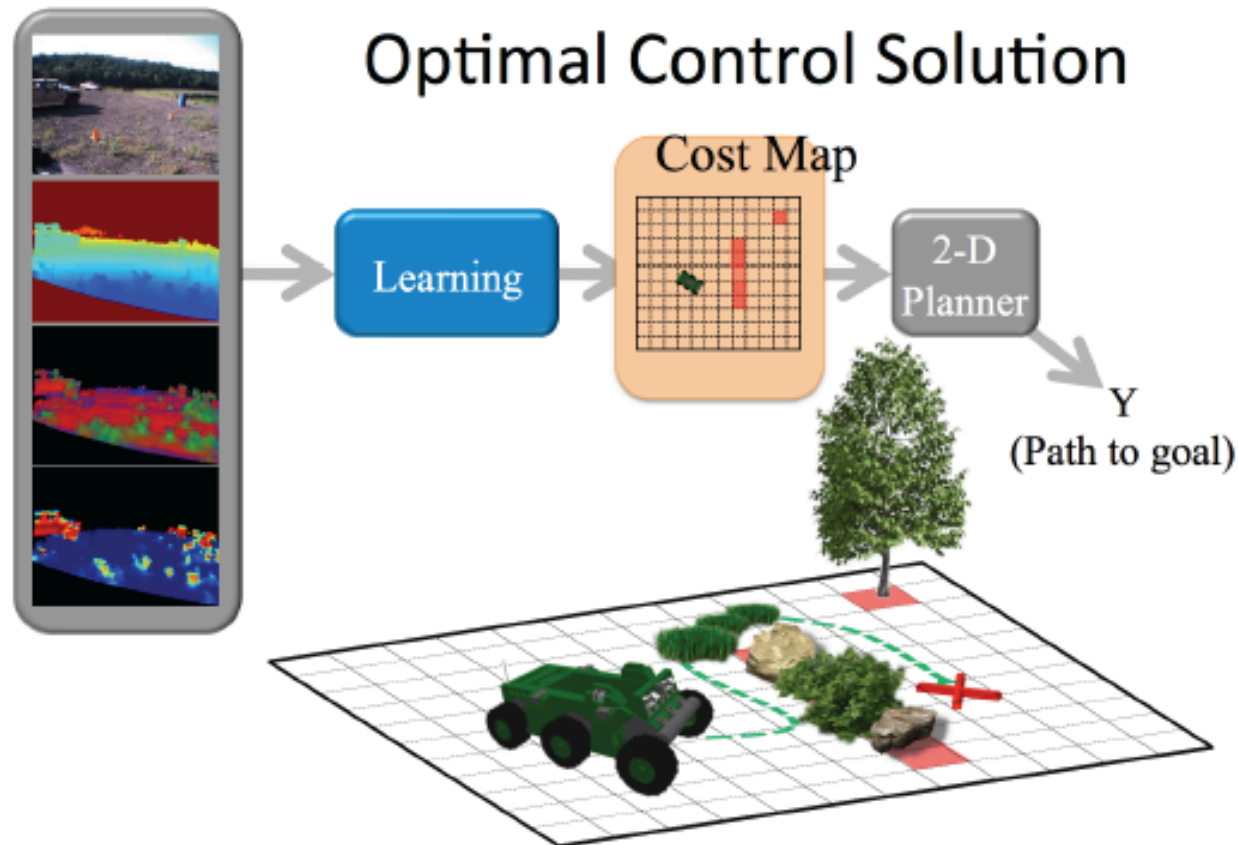 Optimal Control Solution
Cost Map
Learning
2-D
Planner
Y
(Path to goal)